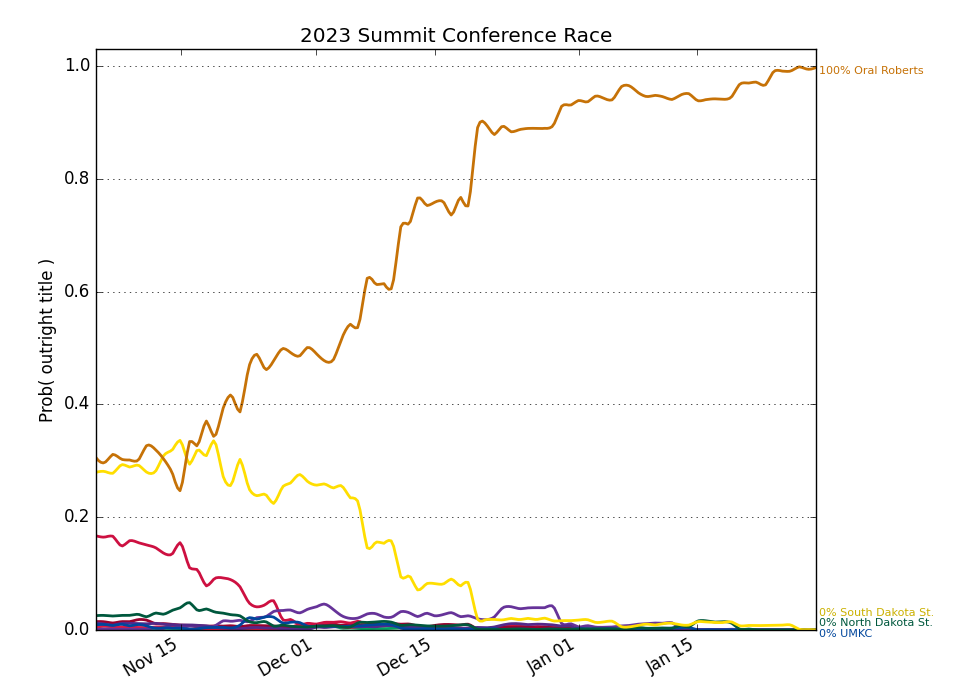 2023 Summit Conference Race
Prob( outright title )
1.0
0.8
0.6
0.4
0.2
0.0
Nov 15
Dec 01
Dec 15
Jan 01
Jan 15
100% Oral Roberts
0% South Dakota St.
0% North Dakota St.
0% UMKC